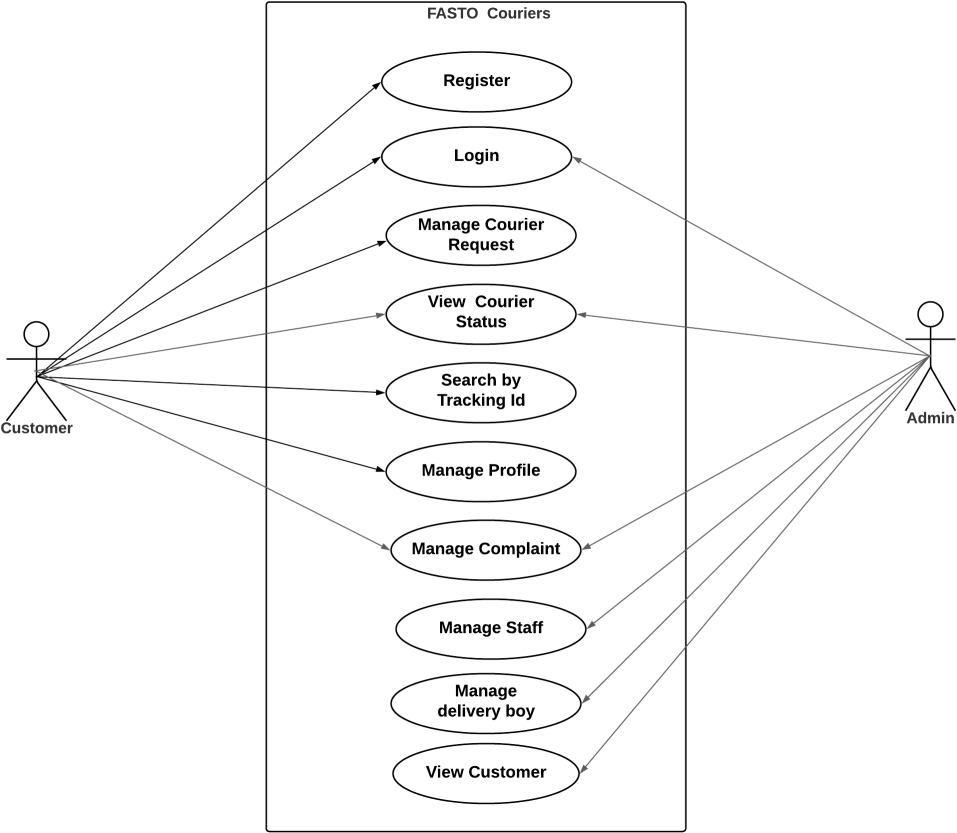 FASTO  Couriers
Register
Login
Manage Courier
Request
View  Courier
Status
Search by
Tracking Id
Manage Profile
Manage Complaint
Manage Staff
Manage
delivery boy
View Customer
Customer
Admin